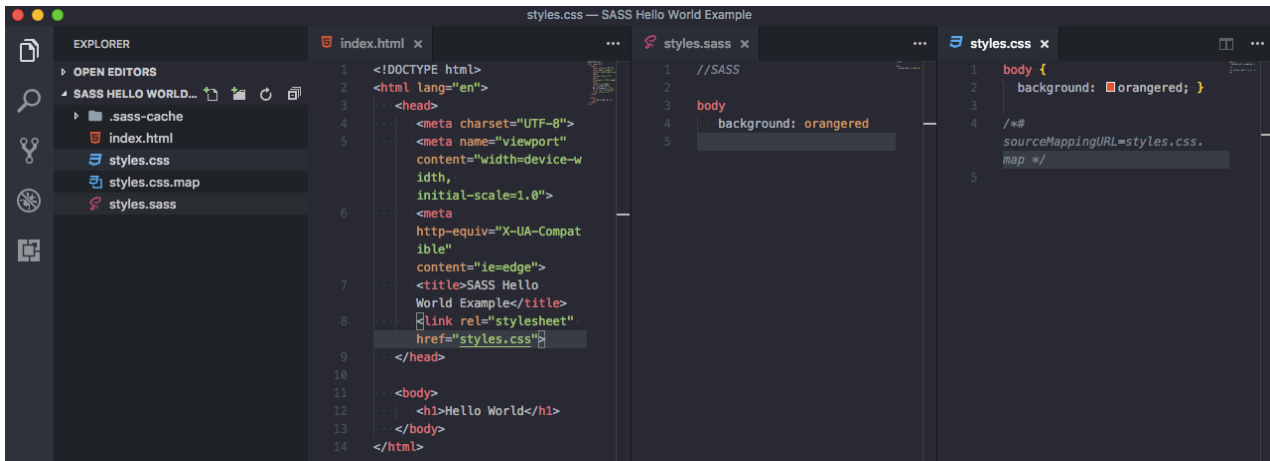 styles.css — SASS Hello World Example
EXPLORER
OPEN EDITORS
SASS HELLO WORLD...
.sass-cache
index.html
styles.css
styles.css.map
styles.sass
index.html ×
1 <!DOCTYPE html>
2 <html lang="en">
3 <head>
4 <meta charset="UTF-8">
5 <meta name="viewport"
content="width=device-w
idth,
initial-scale=1.0">
6 <meta
http-equiv="X-UA-Compat
ible"
content="ie=edge">
7 <title>SASS Hello
World Example</title>
8 <link rel="stylesheet"
href="styles.css">
9 </head>
10
11 <body>
12 <h1>Hello World</h1>
13 </body>
14 </html>
styles.sass ×
1 //SASS
2
3 body
4 background: orangered
5
styles.css ×
1 body {
2 background: orangered; }
3
4 /*#
sourceMappingURL=styles.css.
map */
5